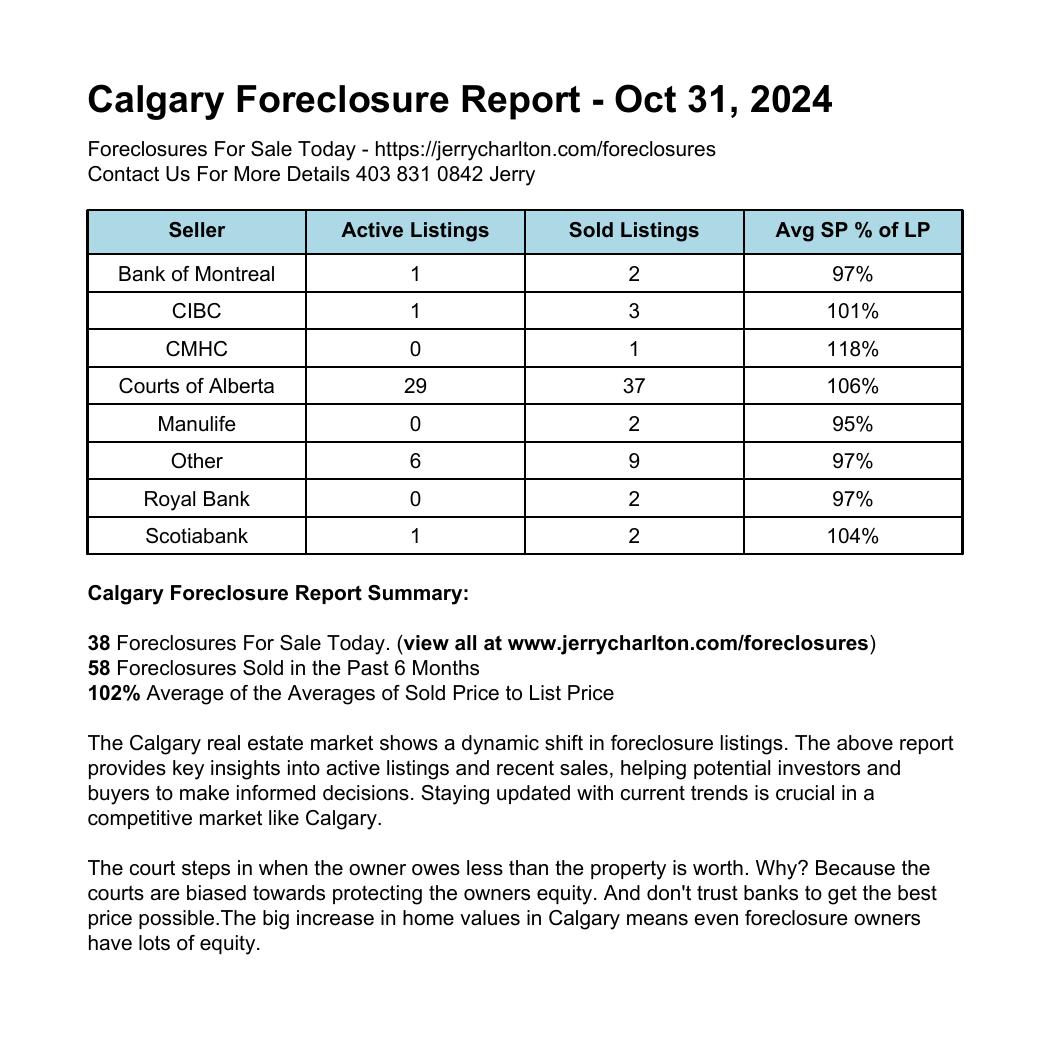 Calgary Foreclosure Report - Oct 31, 2024
Foreclosures For Sale Today - https://jerrycharlton.com/foreclosures
Contact Us For More Details 403 831 0842 Jerry
Seller Active Listings Sold Listings Avg SP % of LP
Bank of Montreal 1 2 97%
CIBC 1 3 101%
CMHC 0 1 118%
Courts of Alberta 29 37 106%
Manulife 0 2 95%
Other 6 9 97%
Royal Bank 0 2 97%
Scotiabank 1 2 104%
Calgary Foreclosure Report Summary:
38 Foreclosures For Sale Today. (view all at www.jerrycharlton.com/foreclosures)
58 Foreclosures Sold in the Past 6 Months
102% Average of the Averages of Sold Price to List Price
The Calgary real estate market shows a dynamic shift in foreclosure listings. The above report
provides key insights into active listings and recent sales, helping potential investors and
buyers to make informed decisions. Staying updated with current trends is crucial in a
competitive market like Calgary.
The court steps in when the owner owes less than the property is worth. Why? Because the
courts are biased towards protecting the owners equity. And don't trust banks to get the best
price possible.The big increase in home values in Calgary means even foreclosure owners
have lots of equity.